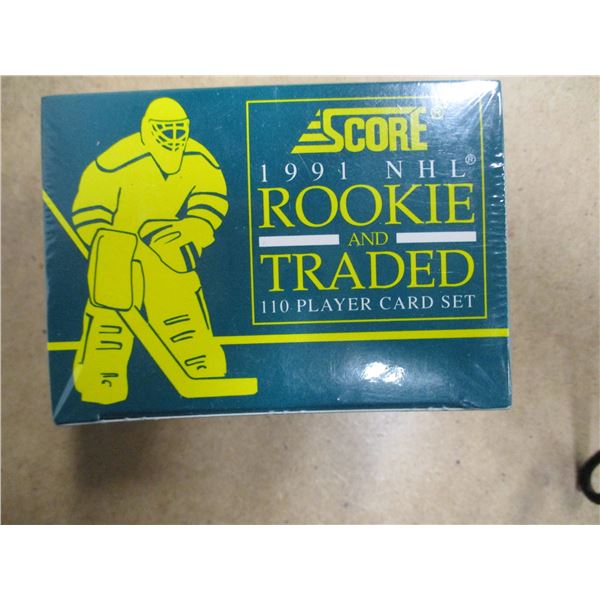 SCORE®
1991 NHL®
ROOKIE
AND
TRADED
110 PLAYER CARD SET